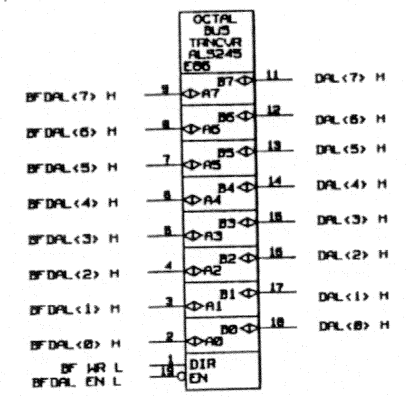 OCTAL
BUS
TRNCVR
ALS245
E66
B7 11 DAL<7> H
BFDAL<7> H 9 A7
B6 12 DAL<6> H
BFDAL<6> H 8 A6
B5 13 DAL<5> H
BFDAL<5> H 7 A5
B4 14 DAL<4> H
BFDAL<4> H 6 A4
B3 15 DAL<3> H
BFDAL<3> H 5 A3
B2 16 DAL<2> H
BFDAL<2> H 4 A2
B1 17 DAL<1> H
BFDAL<1> H 3 A1
B0 18 DAL<0> H
BFDAL<0> H 2 A0
BF WR L 1 DIR
BFDAL EN L 19 EN